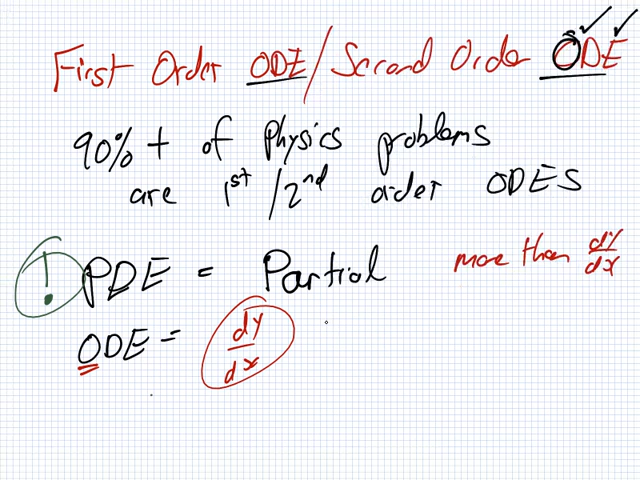 First Order ODE/Second Order ODE
90% + of Physics problems
are 1st/2nd order ODES
! PDE = Partial more than dy/dx
ODE = dy/dx